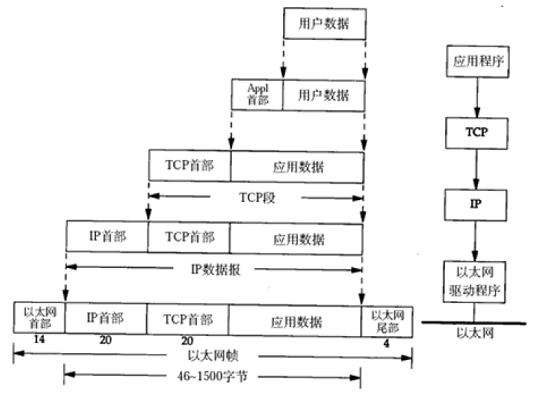 用户数据
应用程序
Appl
首部
用户数据
TCP
TCP首部
应用数据
TCP段
IP
IP首部
TCP首部
应用数据
IP数据报
以太网
驱动程序
以太网
首部
IP首部
TCP首部
应用数据
以太网
尾部
以太网
14
20
20
4
以太网帧
46~1500字节